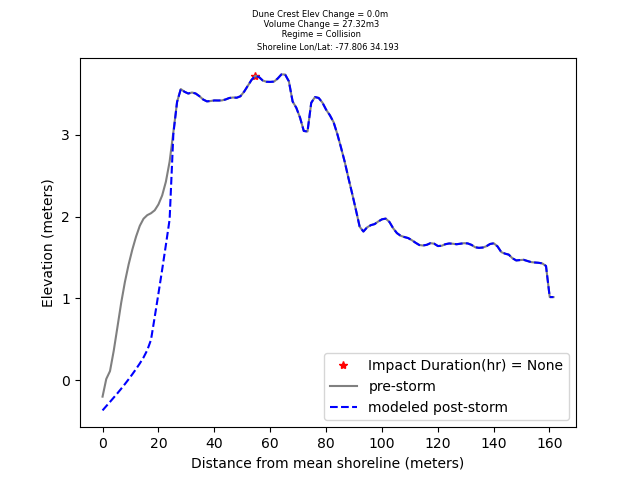 Dune Crest Elev Change = 0.0m
Volume Change = 27.32m3
Regime = Collision
Shoreline Lon/Lat: -77.806 34.193
3
2
1
0
Elevation (meters)
Impact Duration(hr) = None
pre-storm
modeled post-storm
0 20 40 60 80 100 120 140 160
Distance from mean shoreline (meters)